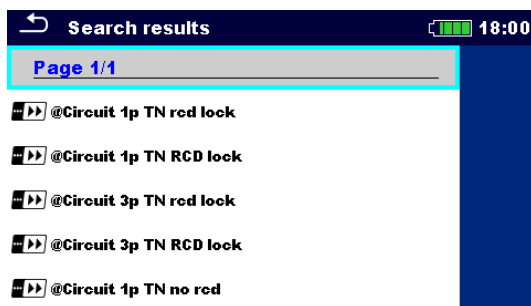 Search results 18:00
Page 1/1
@Circuit 1p TN rcd lock
@Circuit 1p TN RCD lock
@Circuit 3p TN rcd lock
@Circuit 3p TN RCD lock
@Circuit 1p TN no rcd